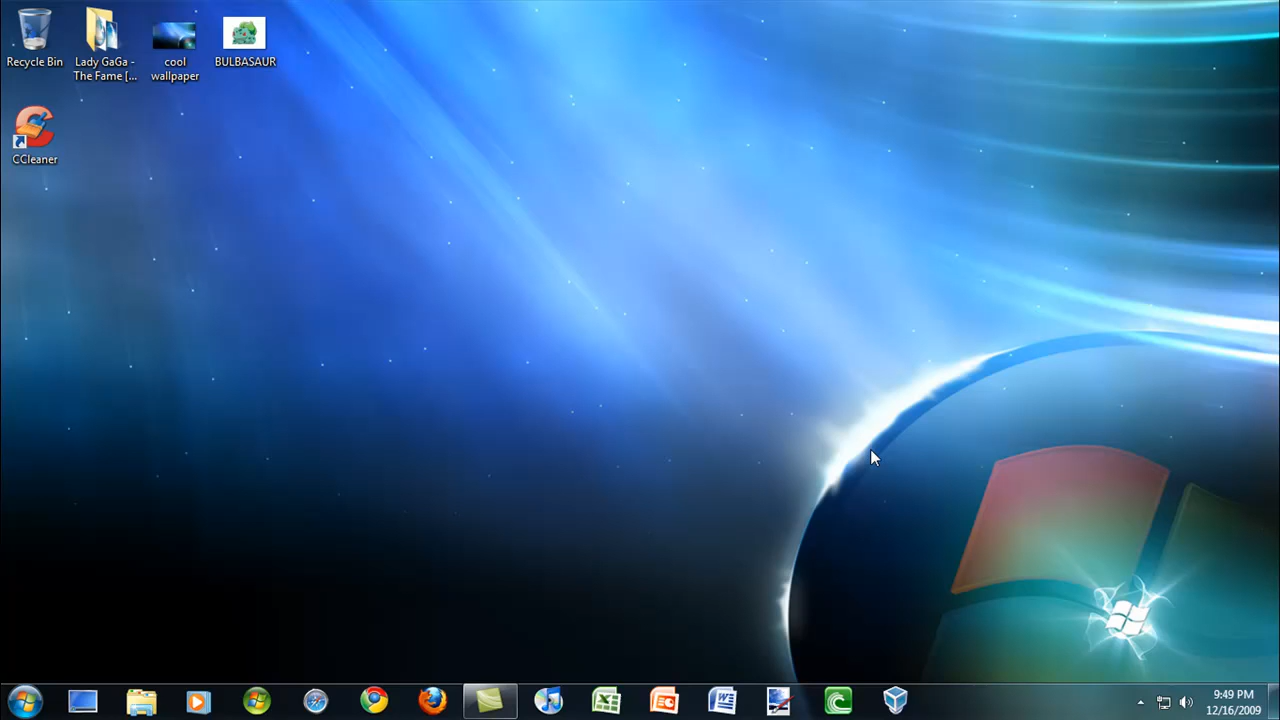 Recycle Bin
Lady GaGa -
The Fame [...
cool
wallpaper
BULBASAUR
CCleaner
9:49 PM
12/16/2009